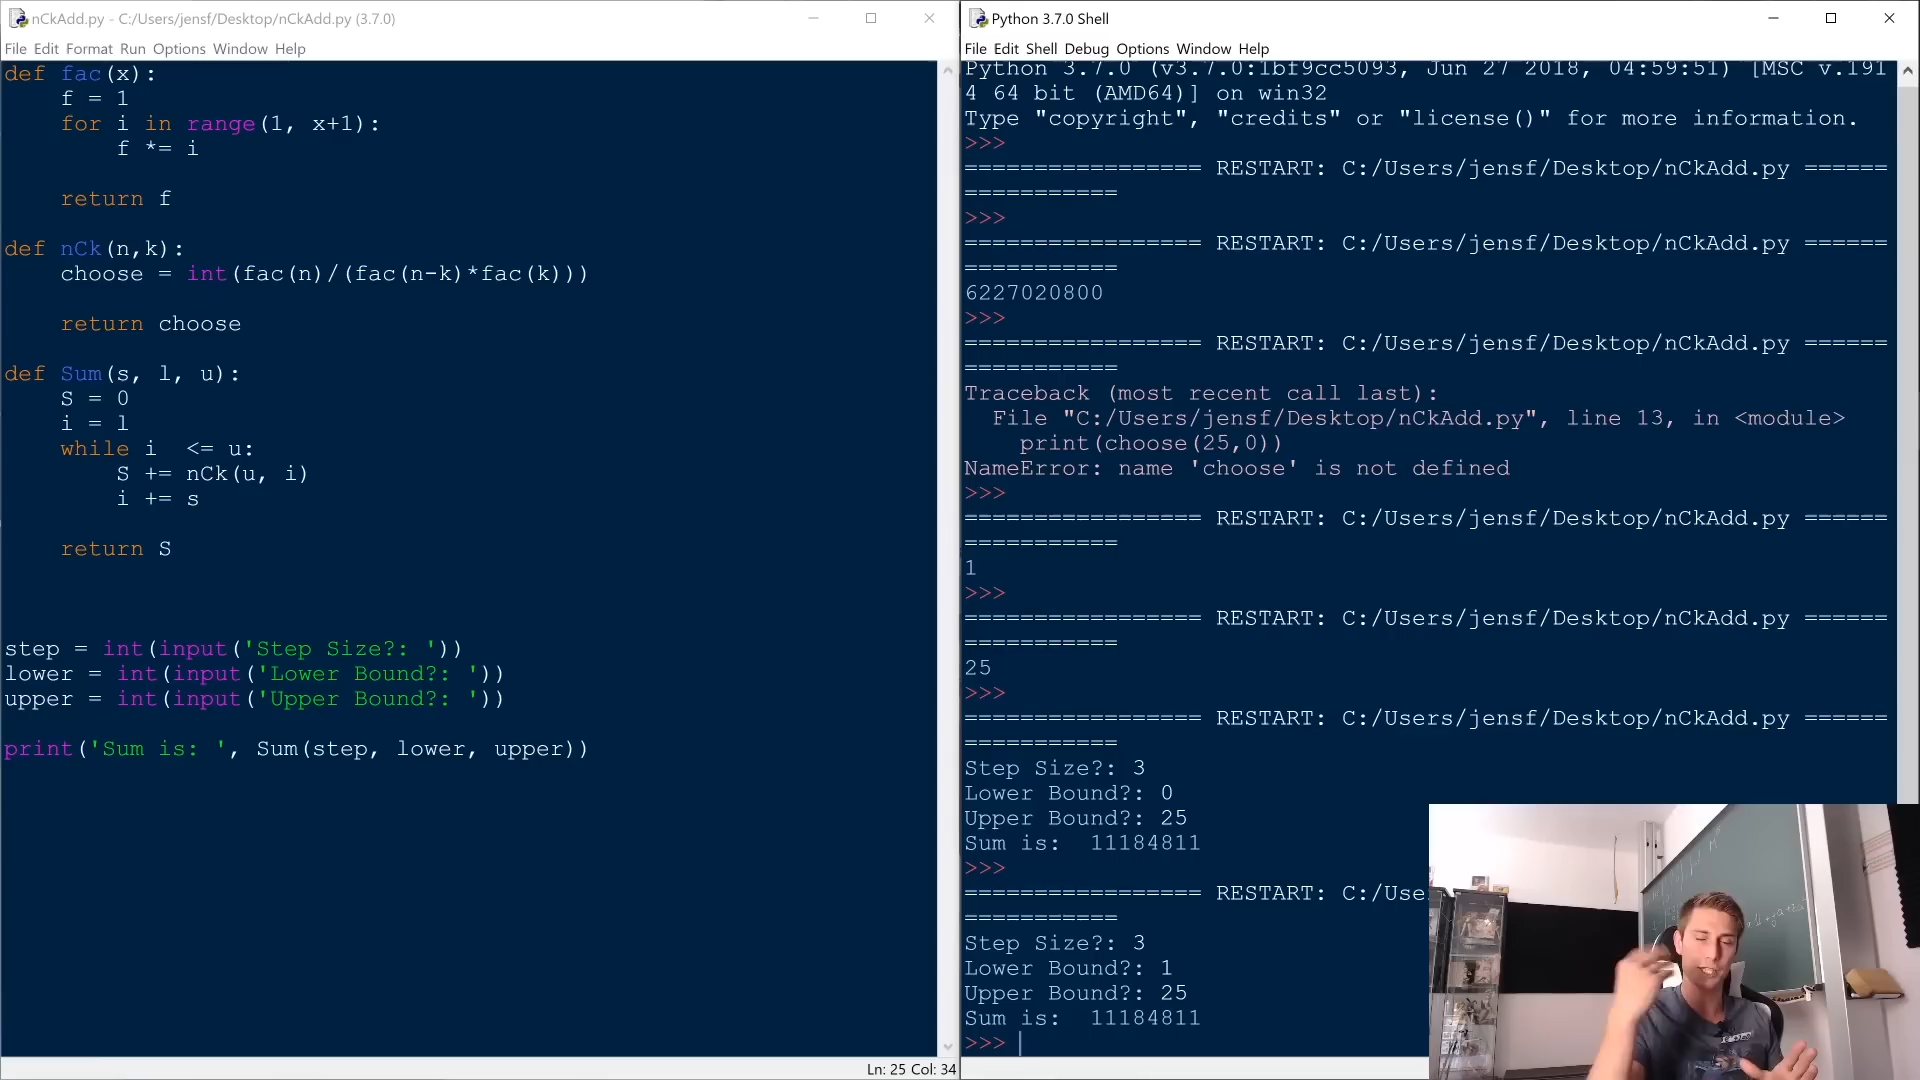 nCkAdd.py - C:/Users/jensf/Desktop/nCkAdd.py (3.7.0)
File Edit Format Run Options Window Help
def fac(x):
    f = 1
    for i in range(1, x+1):
        f *= i
    return f
def nCk(n,k):
    choose = int(fac(n)/(fac(n-k)*fac(k)))
    return choose
def Sum(s, l, u):
    S = 0
    i = l
    while i  <= u:
        S += nCk(u, i)
        i += s
    return S
step = int(input('Step Size?: '))
lower = int(input('Lower Bound?: '))
upper = int(input('Upper Bound?: '))
print('Sum is: ', Sum(step, lower, upper))
Ln: 25 Col: 34
Python 3.7.0 Shell
File Edit Shell Debug Options Window Help
Python 3.7.0 (v3.7.0:1bf9cc5093, Jun 27 2018, 04:59:51) [MSC v.191
4 64 bit (AMD64)] on win32
Type "copyright", "credits" or "license()" for more information.
>>>
================= RESTART: C:/Users/jensf/Desktop/nCkAdd.py ======
===========
>>>
================= RESTART: C:/Users/jensf/Desktop/nCkAdd.py ======
===========
6227020800
>>>
================= RESTART: C:/Users/jensf/Desktop/nCkAdd.py ======
===========
Traceback (most recent call last):
  File "C:/Users/jensf/Desktop/nCkAdd.py", line 13, in <module>
    print(choose(25,0))
NameError: name 'choose' is not defined
>>>
================= RESTART: C:/Users/jensf/Desktop/nCkAdd.py ======
===========
1
>>>
================= RESTART: C:/Users/jensf/Desktop/nCkAdd.py ======
===========
25
>>>
================= RESTART: C:/Users/jensf/Desktop/nCkAdd.py ======
===========
Step Size?: 3
Lower Bound?: 0
Upper Bound?: 25
Sum is:  11184811
>>>
================= RESTART: C:/Use
===========
Step Size?: 3
Lower Bound?: 1
Upper Bound?: 25
Sum is:  11184811
>>>